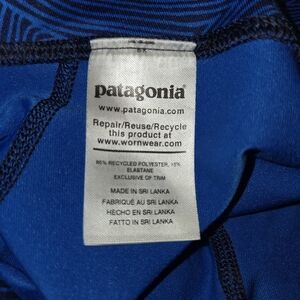 patagonia®
www.patagonia.com
Repair/Reuse/Recycle
this product at
www.wornwear.com
85% RECYCLED POLYESTER, 15%
ELASTANE
EXCLUSIVE OF TRIM
MADE IN SRI LANKA
FABRIQUÉ AU SRI LANKA
HECHO EN SRI LANKA
FATTO IN SRI LANKA